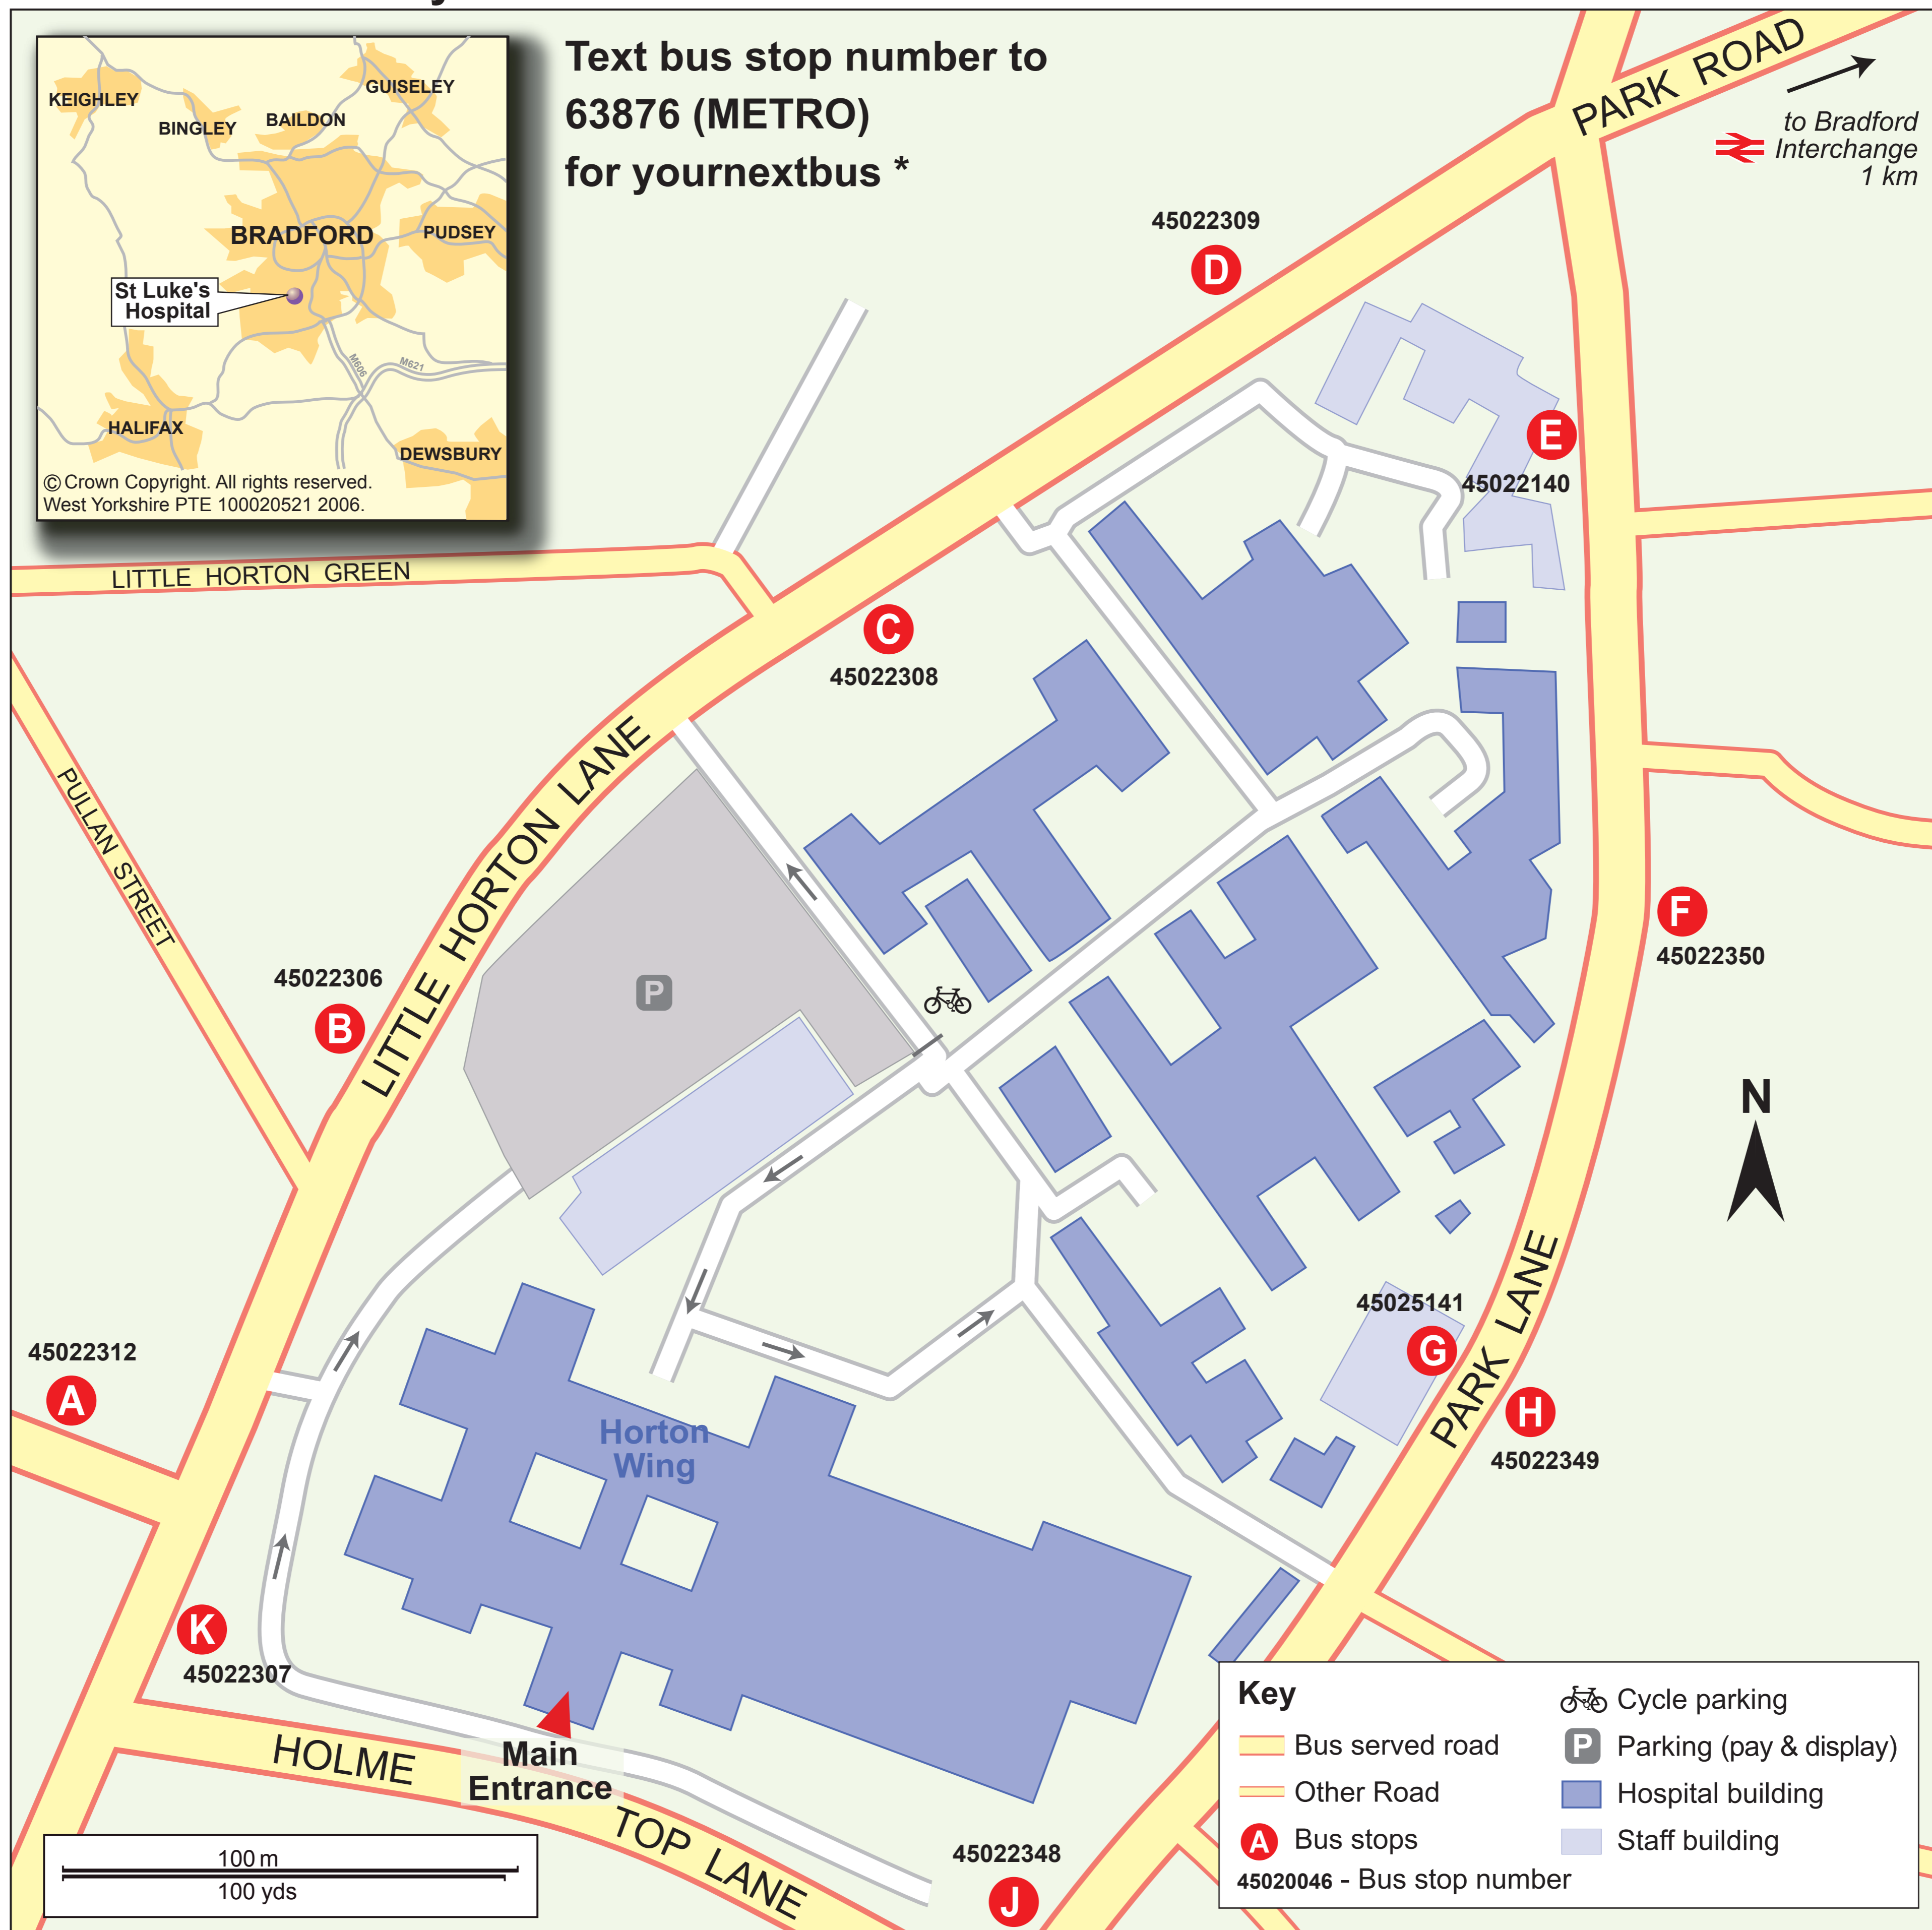 Text bus stop number to
63876 (METRO)
for yournextbus *
KEIGHLEY
BINGLEY
BAILDON
GUISELEY
BRADFORD
PUDSEY
St Luke's
Hospital
M606
M621
HALIFAX
DEWSBURY
© Crown Copyright. All rights reserved.
West Yorkshire PTE 100020521 2006.
PARK ROAD
to Bradford
Interchange
1 km
45022309
D
E
45022140
LITTLE HORTON GREEN
C
45022308
PULLAN STREET
LITTLE HORTON LANE
P
45022306
B
F
45022350
N
45022312
A
45025141
G
PARK LANE
H
45022349
Horton
Wing
K
45022307
HOLME
TOP LANE
Main
Entrance
45022348
J
100 m
100 yds
Key
Bus served road
Other Road
A Bus stops
45020046 - Bus stop number
Cycle parking
P Parking (pay & display)
Hospital building
Staff building